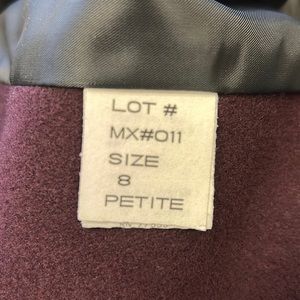 LOT #
MX#011
SIZE
8
PETITE